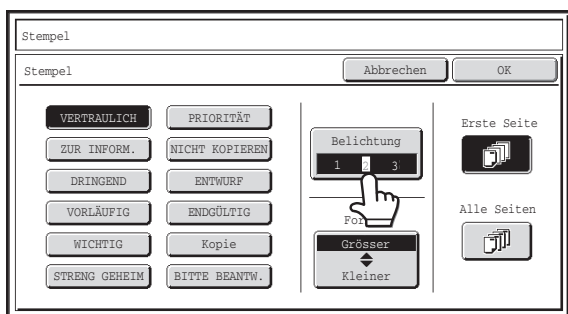 Stempel
Stempel
Abbrechen
OK
VERTRAULICH
PRIORITÄT
ZUR INFORM.
NICHT KOPIEREN
DRINGEND
ENTWURF
VORLÄUFIG
ENDGÜLTIG
WICHTIG
Kopie
STRENG GEHEIM
BITTE BEANTW.
Belichtung
1 2 3
For
Grösser
Kleiner
Erste Seite
Alle Seiten